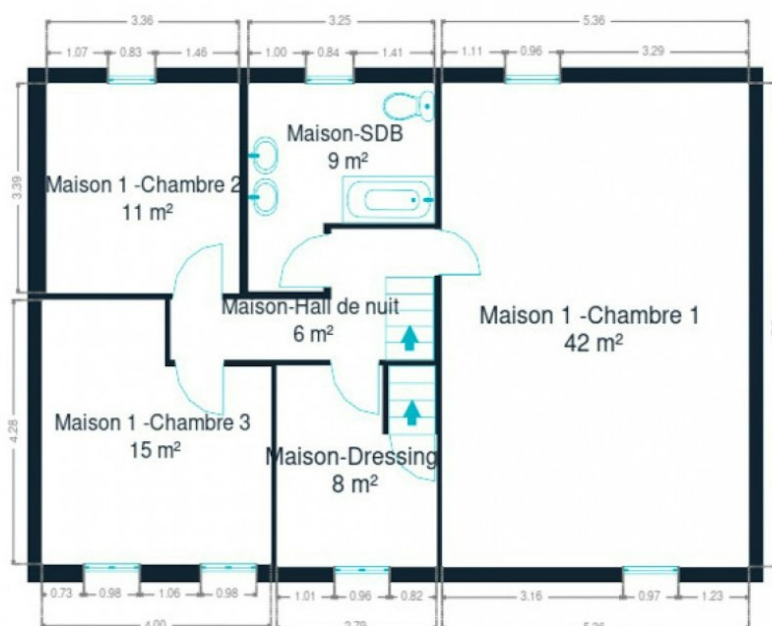 3.36
3.25
5.36
1.07
0.83
1.46
1.00
0.84
1.41
1.11
0.96
3.29
Maison-SDB
9 m²
3.39
Maison 1 -Chambre 2
11 m²
Maison-Hall de nuit
6 m²
Maison 1 -Chambre 1
42 m²
4.28
Maison 1 -Chambre 3
15 m²
Maison-Dressing
8 m²
0.73
0.98
1.06
0.98
1.01
0.96
0.82
3.16
0.97
1.23
4.00
2.79